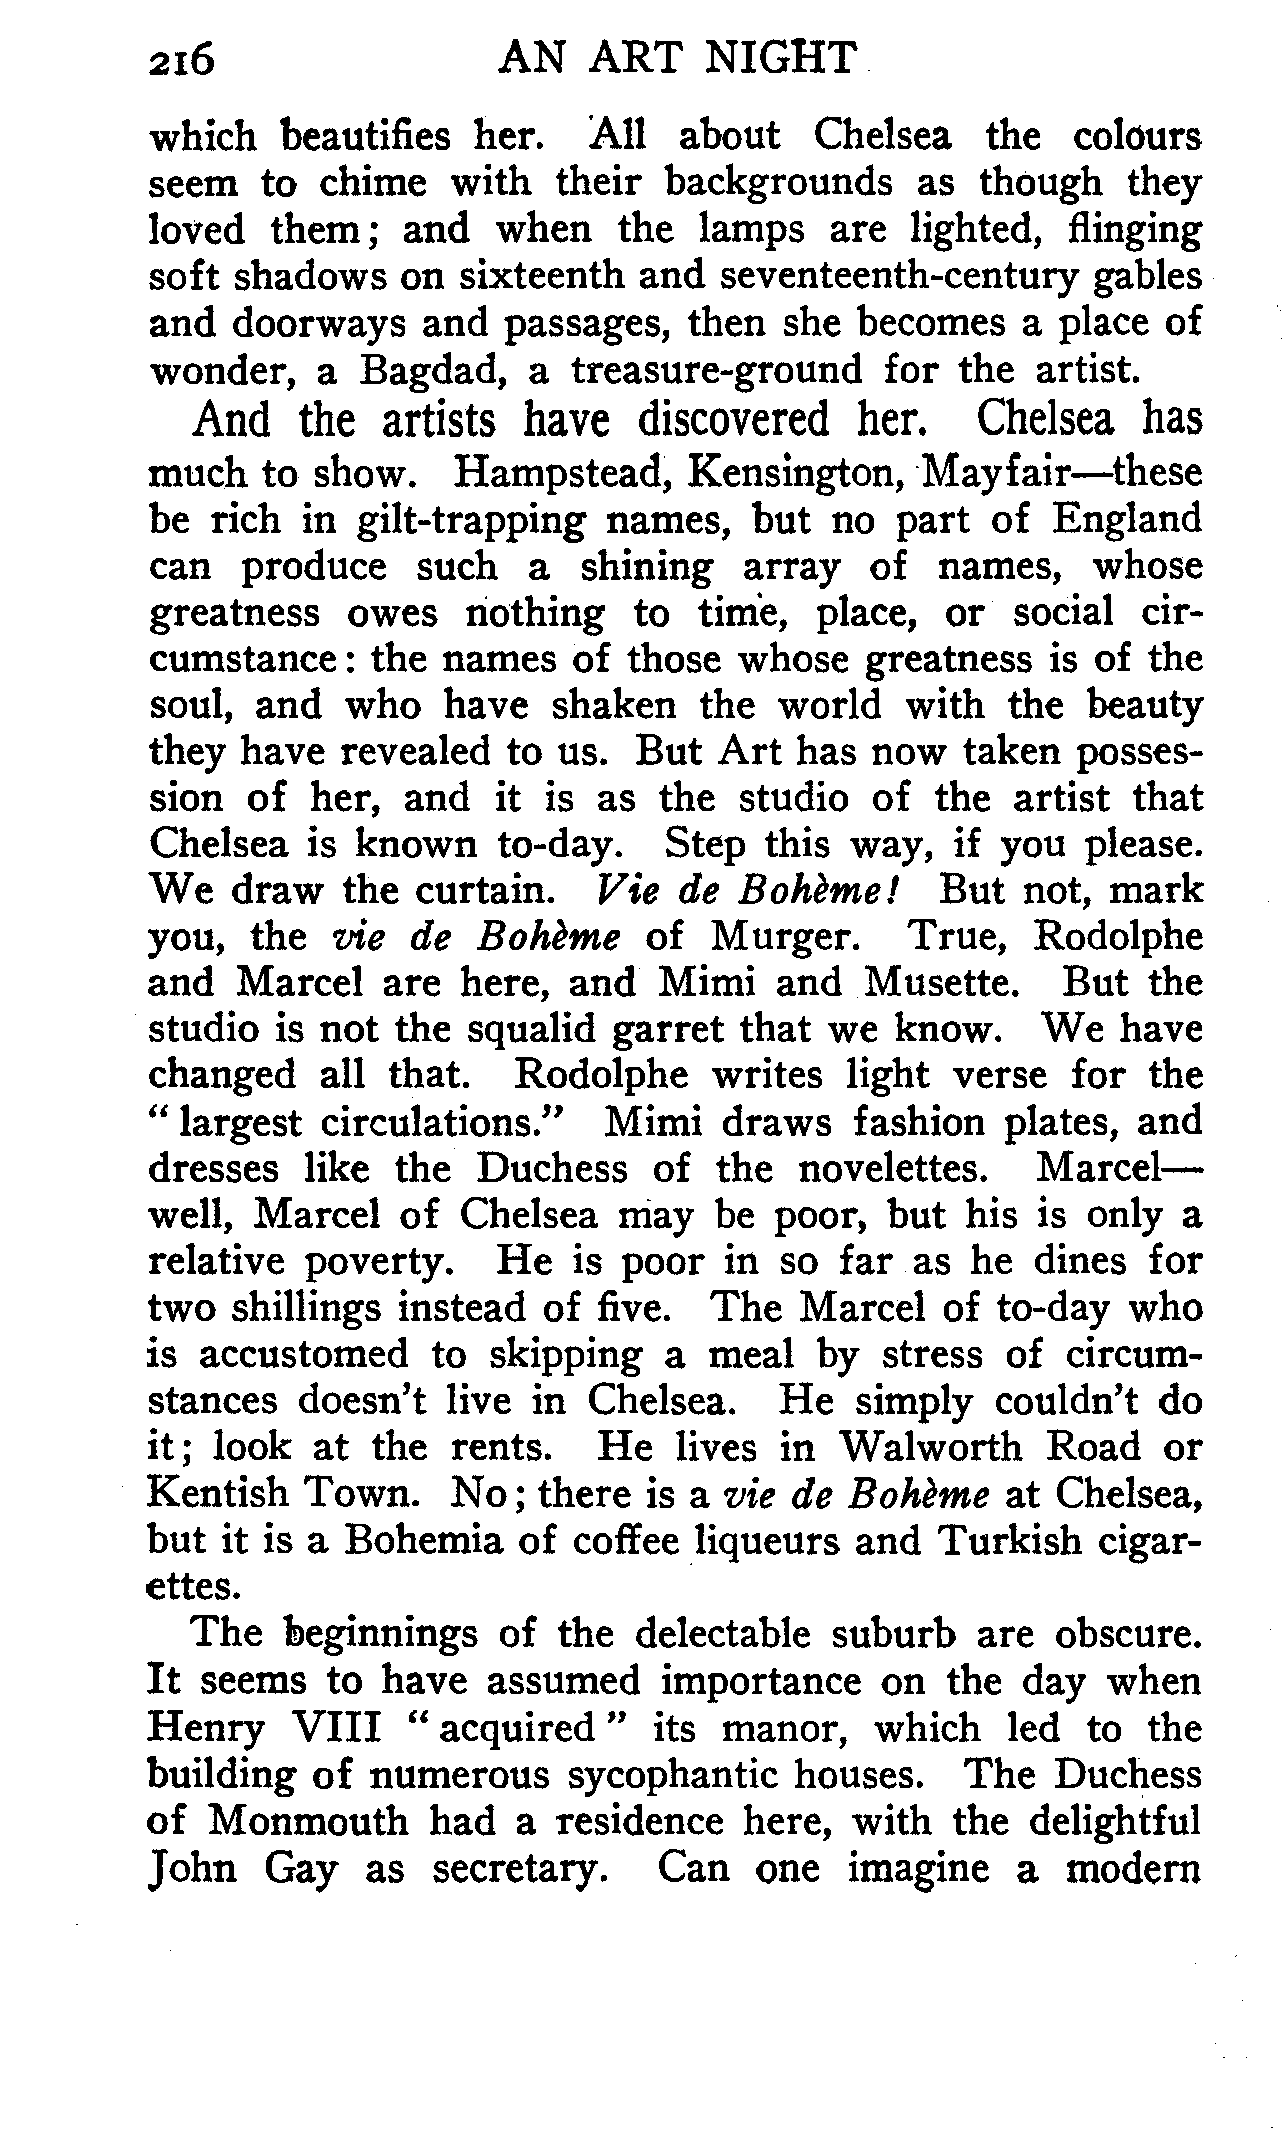 216 AN ART NIGHT
which beautifies her. All about Chelsea the colours
seem to chime with their backgrounds as though they
loved them; and when the lamps are lighted, flinging
soft shadows on sixteenth and seventeenth-century gables
and doorways and passages, then she becomes a place of
wonder, a Bagdad, a treasure-ground for the artist.
And the artists have discovered her. Chelsea has
much to show. Hampstead, Kensington, Mayfair—these
be rich in gilt-trapping names, but no part of England
can produce such a shining array of names, whose
greatness owes nothing to time, place, or social cir-
cumstance: the names of those whose greatness is of the
soul, and who have shaken the world with the beauty
they have revealed to us. But Art has now taken posses-
sion of her, and it is as the studio of the artist that
Chelsea is known to-day. Step this way, if you please.
We draw the curtain. Vie de Bohème! But not, mark
you, the vie de Bohème of Murger. True, Rodolphe
and Marcel are here, and Mimi and Musette. But the
studio is not the squalid garret that we know. We have
changed all that. Rodolphe writes light verse for the
“largest circulations.” Mimi draws fashion plates, and
dresses like the Duchess of the novelettes. Marcel—
well, Marcel of Chelsea may be poor, but his is only a
relative poverty. He is poor in so far as he dines for
two shillings instead of five. The Marcel of to-day who
is accustomed to skipping a meal by stress of circum-
stances doesn't live in Chelsea. He simply couldn't do
it; look at the rents. He lives in Walworth Road or
Kentish Town. No; there is a vie de Bohème at Chelsea,
but it is a Bohemia of coffee liqueurs and Turkish cigar-
ettes.
The beginnings of the delectable suburb are obscure.
It seems to have assumed importance on the day when
Henry VIII “acquired” its manor, which led to the
building of numerous sycophantic houses. The Duchess
of Monmouth had a residence here, with the delightful
John Gay as secretary. Can one imagine a modern